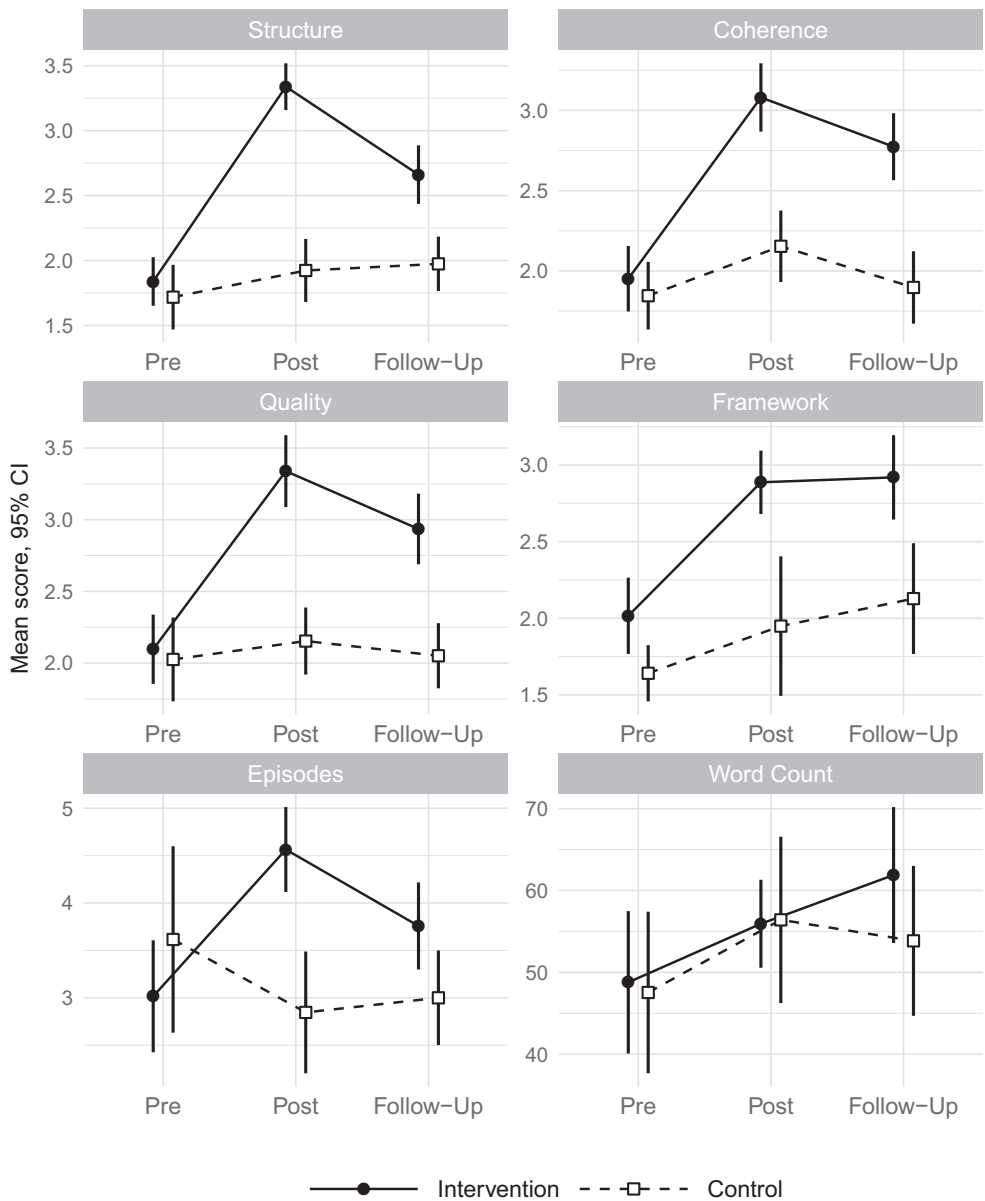 Structure
Coherence
3.5
3.0
2.5
2.0
1.5
3.0
2.5
2.0
Pre Post Follow−Up
Pre Post Follow−Up
Quality
Framework
Mean score, 95% CI
3.5
3.0
2.5
2.0
3.0
2.5
2.0
1.5
Pre Post Follow−Up
Pre Post Follow−Up
Episodes
Word Count
5
4
3
70
60
50
40
Pre Post Follow−Up
Pre Post Follow−Up
Intervention Control